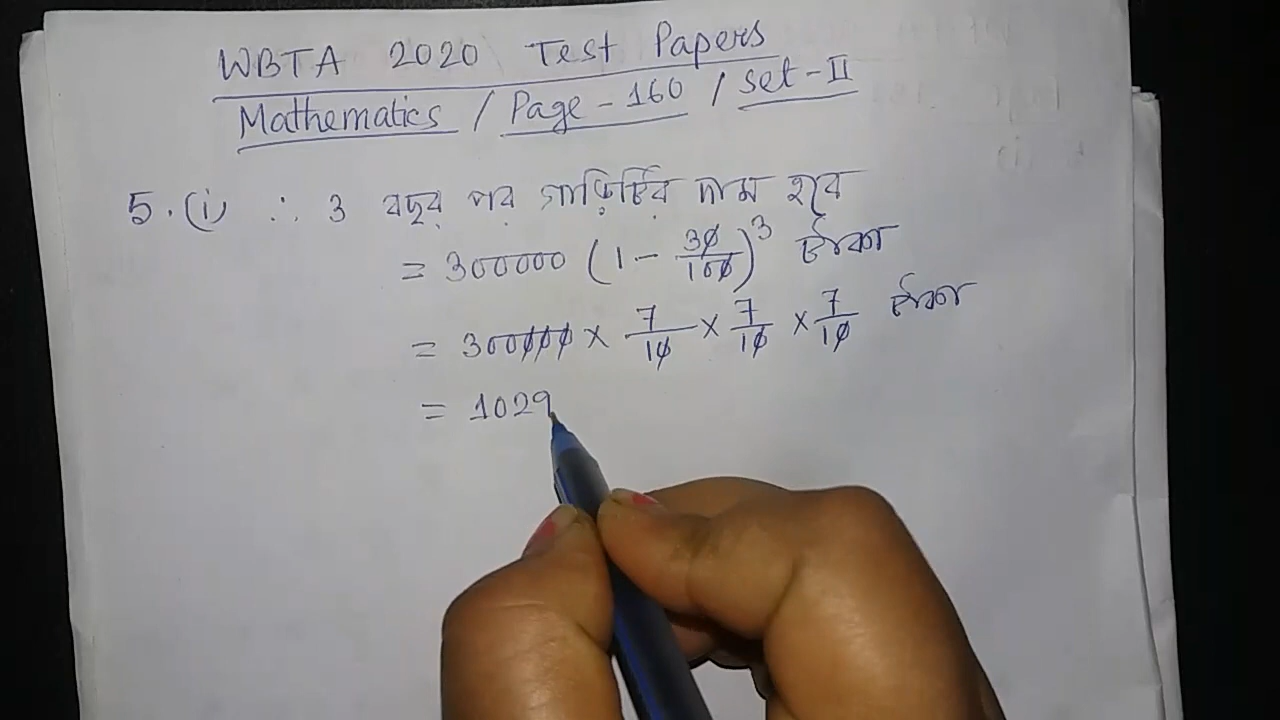 WBTA 2020 Test Papers
Mathematics / Page - 160 / Set - II
5. (i) ∴ 3 বছর পর গাড়িটির দাম হবে
= 300000 (1 - 30/100)^3 টাকা
= 300000 × 7/10 × 7/10 × 7/10 টাকা
= 1029